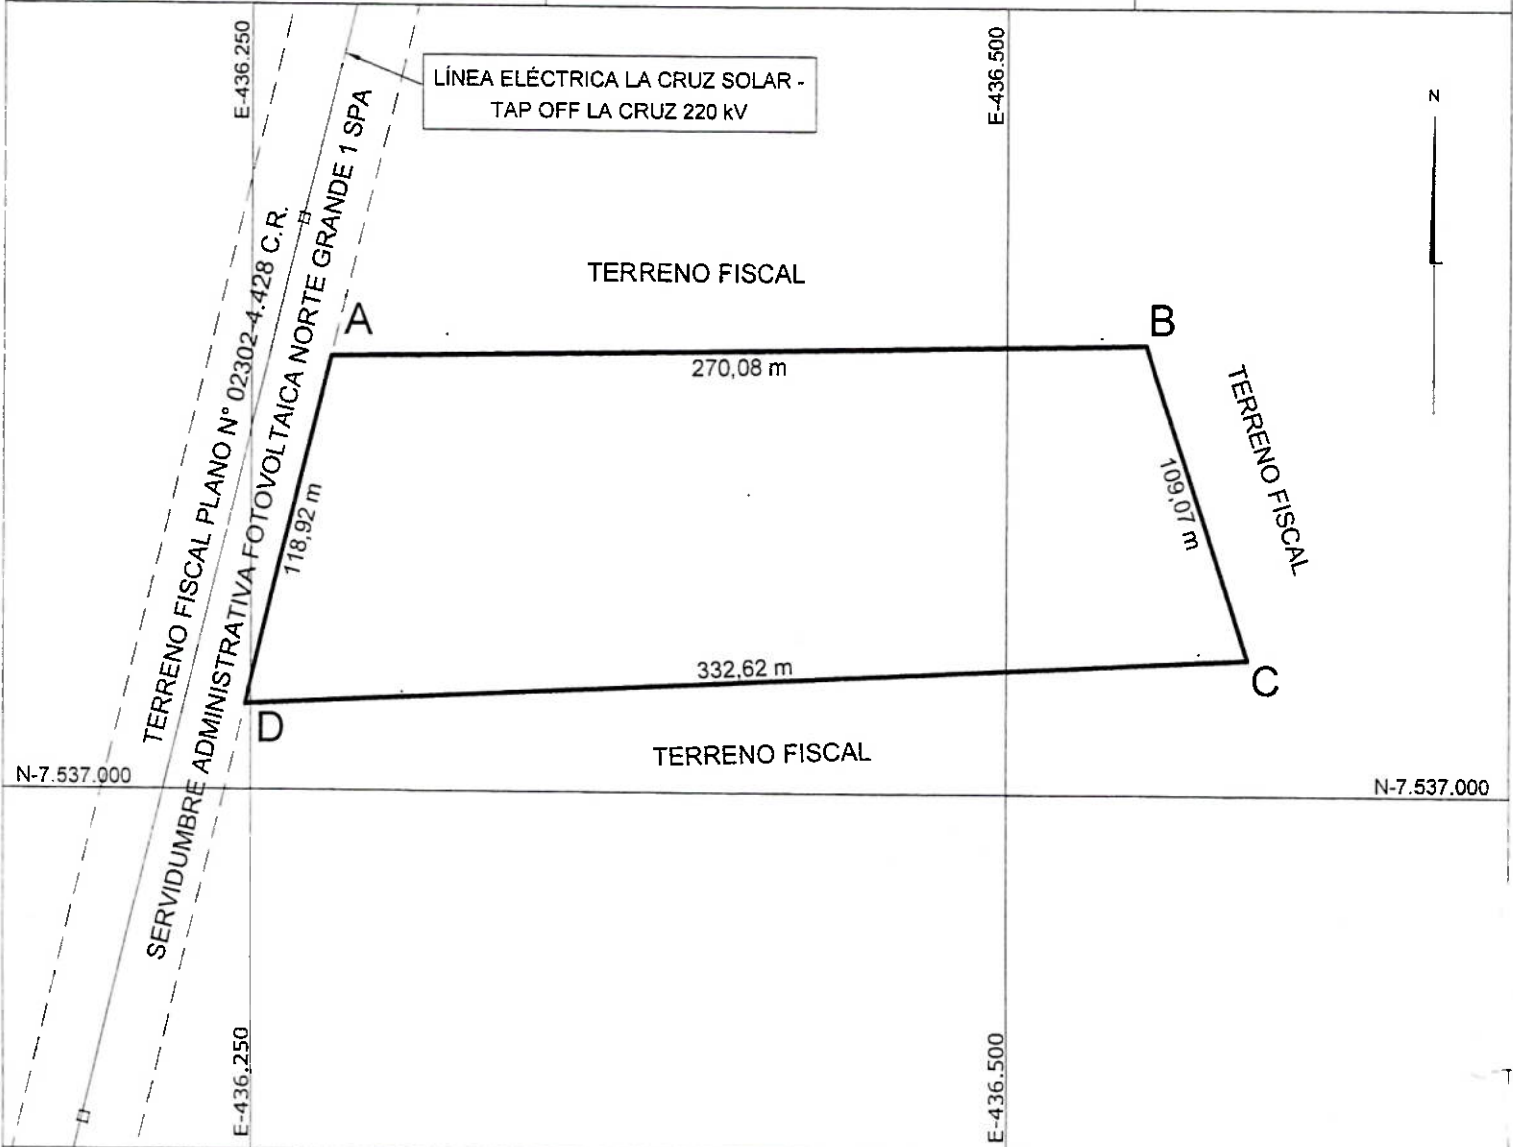 E-436.250
E-436.500
LÍNEA ELÉCTRICA LA CRUZ SOLAR -
TAP OFF LA CRUZ 220 kV
N
TERRENO FISCAL PLANO N° 02302-4.428 C.R.
SERVIDUMBRE ADMINISTRATIVA FOTOVOLTAICA NORTE GRANDE 1 SPA
TERRENO FISCAL
A
B
270,08 m
TERRENO FISCAL
118,92 m
109,07 m
332,62 m
C
D
TERRENO FISCAL
N-7.537.000
N-7.537.000
E-436.250
E-436.500